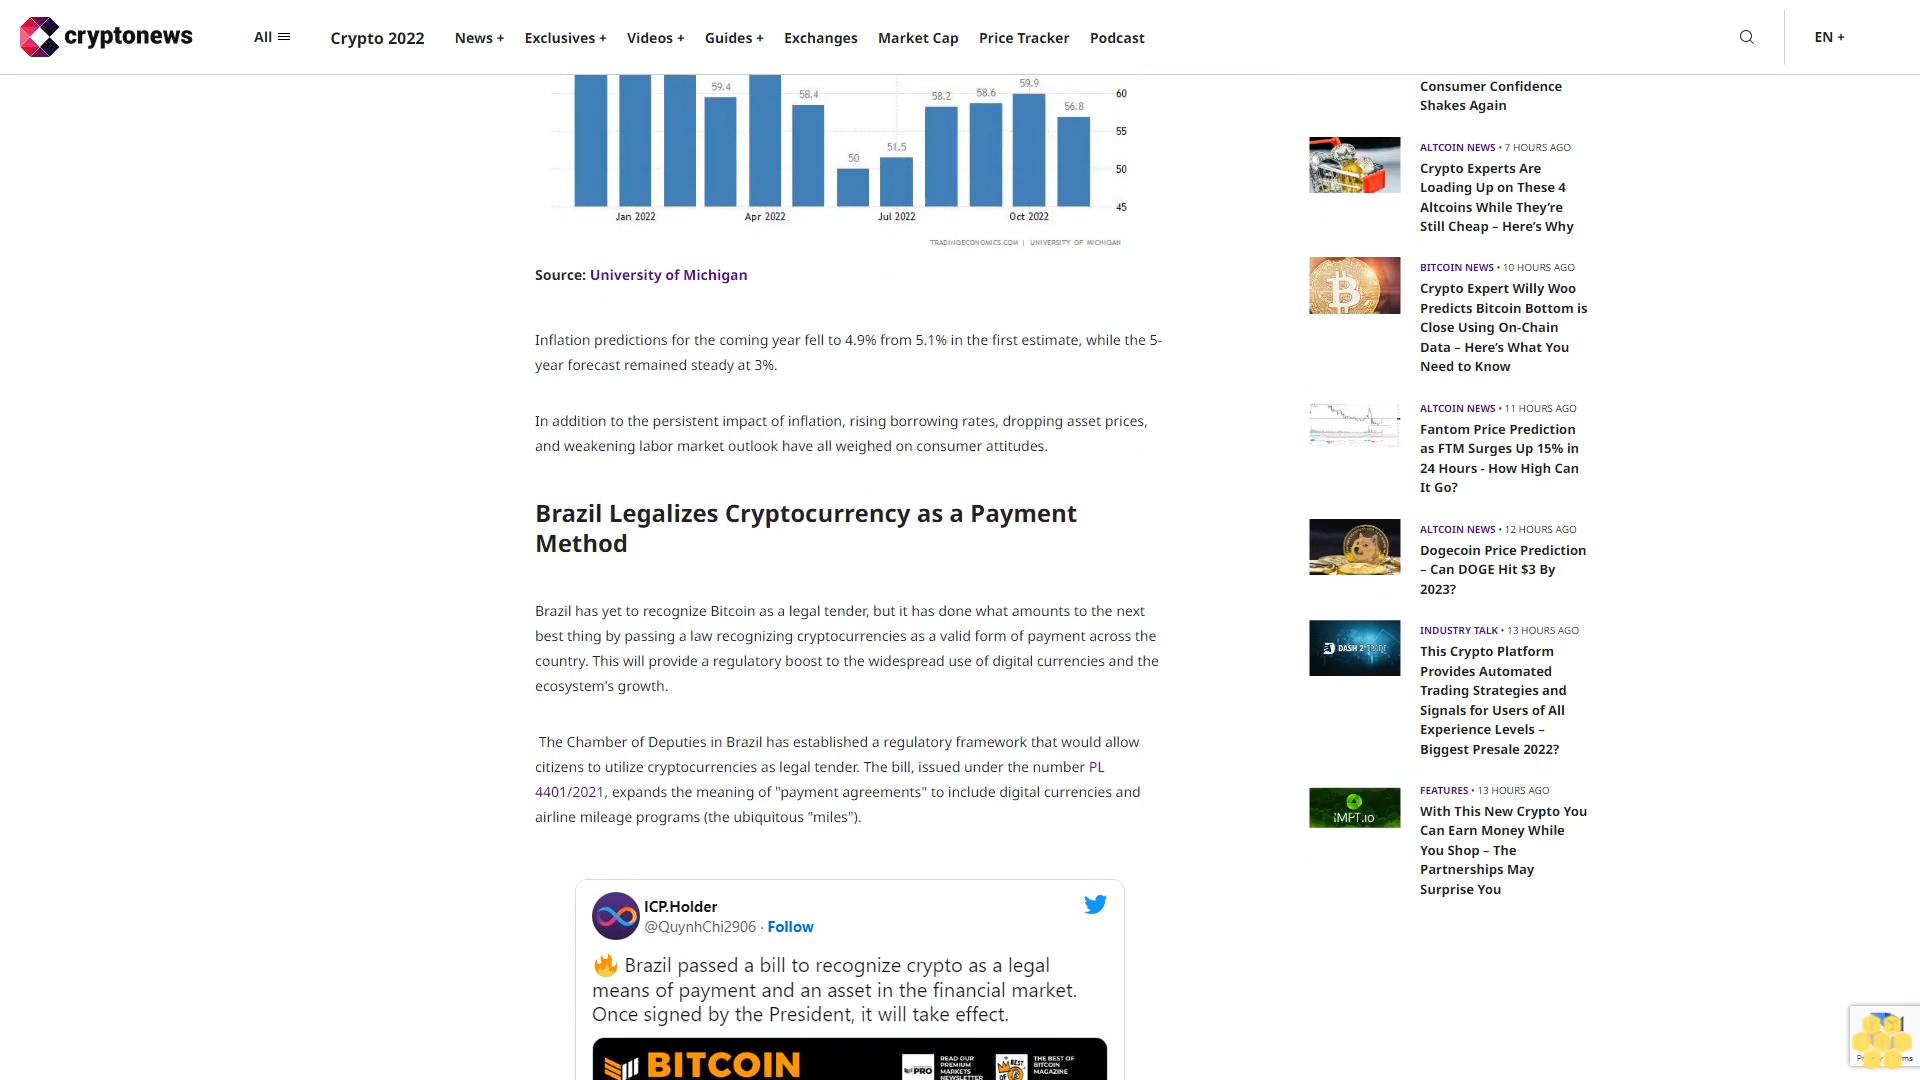 cryptonews
All
Crypto 2022
News +
Exclusives +
Videos +
Guides +
Exchanges
Market Cap
Price Tracker
Podcast
EN +
59.4
58.4
50
51.5
58.2
58.6
59.9
56.8
60
55
50
45
Jan 2022
Apr 2022
Jul 2022
Oct 2022
TRADINGECONOMICS.COM | UNIVERSITY OF MICHIGAN
Source: University of Michigan
Inflation predictions for the coming year fell to 4.9% from 5.1% in the first estimate, while the 5-
year forecast remained steady at 3%.
In addition to the persistent impact of inflation, rising borrowing rates, dropping asset prices,
and weakening labor market outlook have all weighed on consumer attitudes.
Brazil Legalizes Cryptocurrency as a Payment
Method
Brazil has yet to recognize Bitcoin as a legal tender, but it has done what amounts to the next
best thing by passing a law recognizing cryptocurrencies as a valid form of payment across the
country. This will provide a regulatory boost to the widespread use of digital currencies and the
ecosystem's growth.
The Chamber of Deputies in Brazil has established a regulatory framework that would allow
citizens to utilize cryptocurrencies as legal tender. The bill, issued under the number PL
4401/2021, expands the meaning of "payment agreements" to include digital currencies and
airline mileage programs (the ubiquitous "miles").
ICP.Holder
@QuynhChi2906 · Follow
🔥 Brazil passed a bill to recognize crypto as a legal
means of payment and an asset in the financial market.
Once signed by the President, it will take effect.
BITCOIN
PRO
READ OUR
PREMIUM
MARKETS
NEWSLETTER
BEST
OF
THE BEST OF
BITCOIN
MAGAZINE
Consumer Confidence
Shakes Again
ALTCOIN NEWS • 7 HOURS AGO
Crypto Experts Are
Loading Up on These 4
Altcoins While They’re
Still Cheap – Here’s Why
BITCOIN NEWS • 10 HOURS AGO
Crypto Expert Willy Woo
Predicts Bitcoin Bottom is
Close Using On-Chain
Data – Here’s What You
Need to Know
ALTCOIN NEWS • 11 HOURS AGO
Fantom Price Prediction
as FTM Surges Up 15% in
24 Hours - How High Can
It Go?
ALTCOIN NEWS • 12 HOURS AGO
Dogecoin Price Prediction
– Can DOGE Hit $3 By
2023?
DASH 2 TRADE
INDUSTRY TALK • 13 HOURS AGO
This Crypto Platform
Provides Automated
Trading Strategies and
Signals for Users of All
Experience Levels –
Biggest Presale 2022?
iMPT.io
FEATURES • 13 HOURS AGO
With This New Crypto You
Can Earn Money While
You Shop – The
Partnerships May
Surprise You